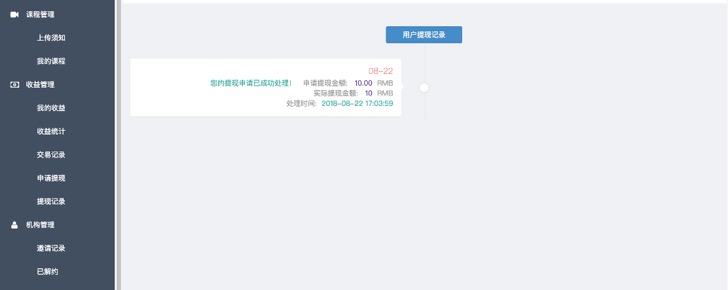 课程管理
上传须知
我的课程
收益管理
我的收益
收益统计
交易记录
申请提现
提现记录
机构管理
邀请记录
已解约
用户提现记录
08-22
您的提现申请已成功处理! 申请提现金额: 10.00 RMB
实际提现金额: 10 RMB
处理时间: 2018-08-22 17:03:59